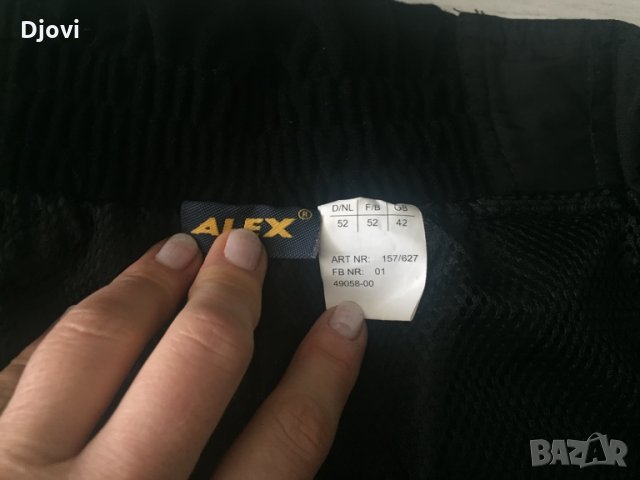 Djovi
ALEX®
D/NL F/B GB
52 52 42
ART NR: 157/627
FB NR: 01
49058-00
BAZAR